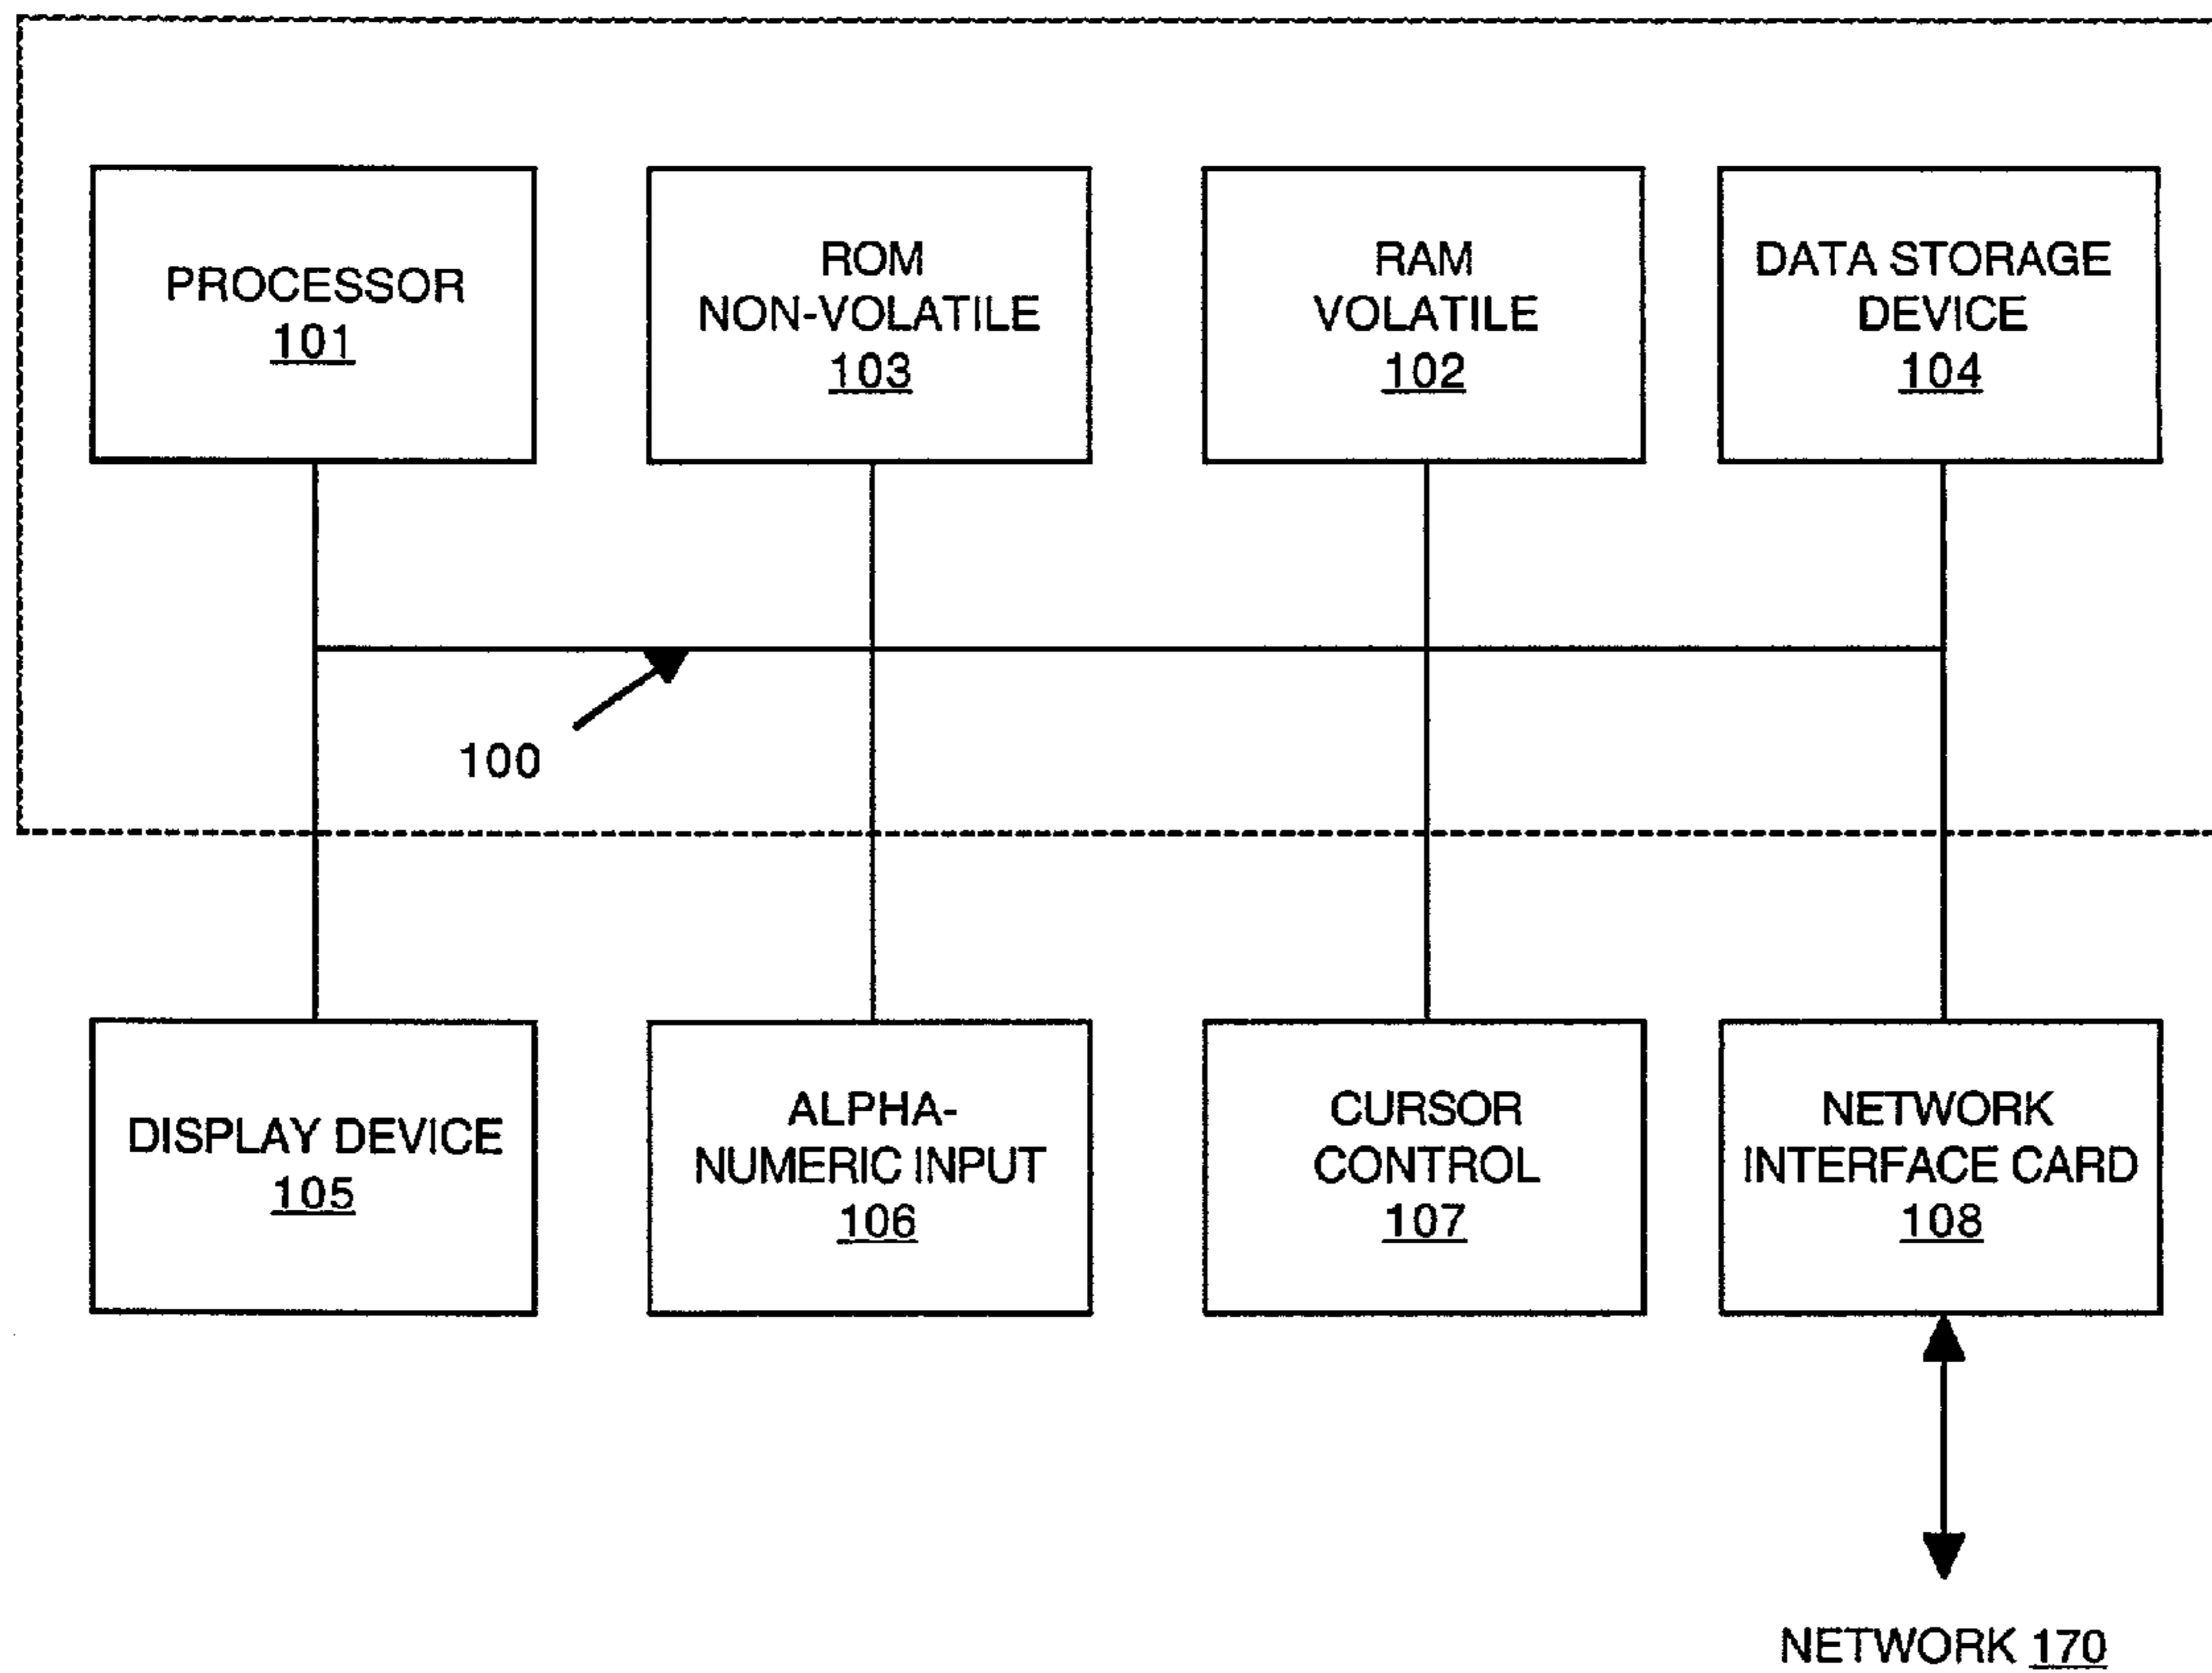 PROCESSOR
101
ROM
NON-VOLATILE
103
RAM
VOLATILE
102
DATA STORAGE
DEVICE
104
100
DISPLAY DEVICE
105
ALPHA-
NUMERIC INPUT
106
CURSOR
CONTROL
107
NETWORK
INTERFACE CARD
108
NETWORK 170